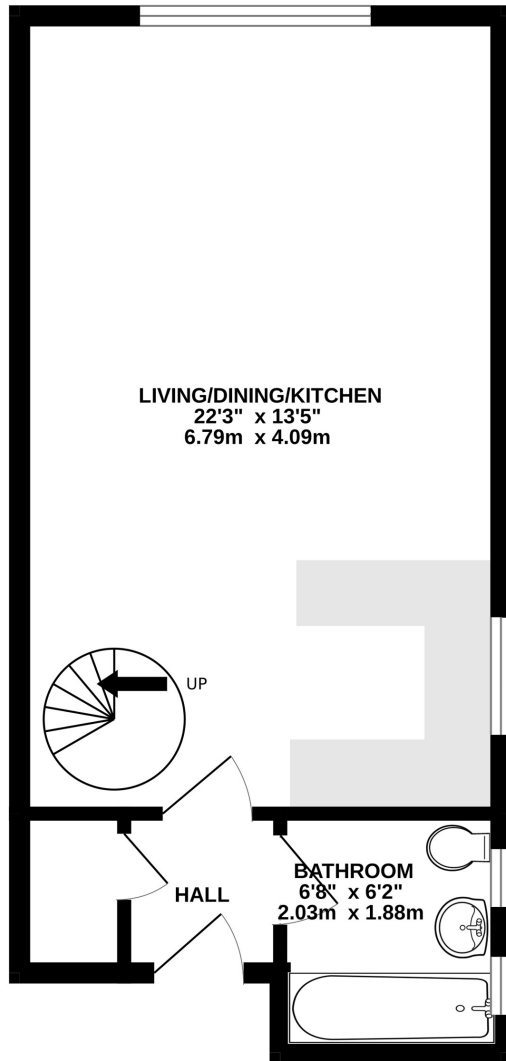 LIVING/DINING/KITCHEN
22'3" x 13'5"
6.79m x 4.09m
UP
BATHROOM
6'8" x 6'2"
2.03m x 1.88m
HALL